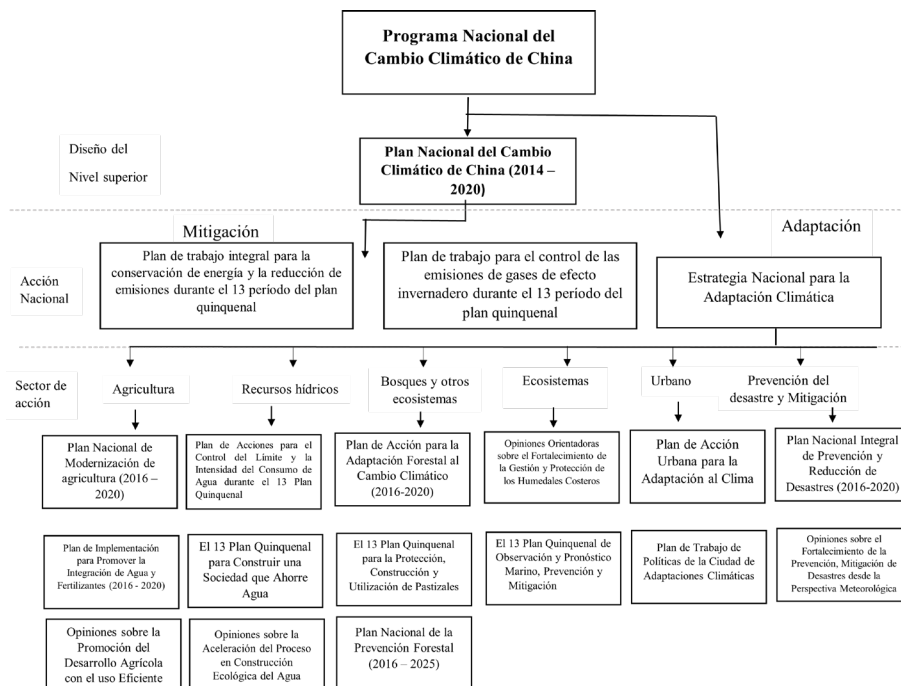 Programa Nacional del
Cambio Climático de China
Diseño del
Nivel superior
Plan Nacional del Cambio
Climático de China (2014 –
2020)
Mitigación
Adaptación
Acción
Nacional
Plan de trabajo integral para la
conservación de energía y la reducción de
emisiones durante el 13 período del plan
quinquenal
Plan de trabajo para el control de las
emisiones de gases de efecto
invernadero durante el 13 período del
plan quinquenal
Estrategia Nacional para la
Adaptación Climática
Sector de
acción
Agricultura
Recursos hídricos
Bosques y otros
ecosistemas
Ecosistemas
Urbano
Prevención del
desastre y Mitigación
Plan Nacional de
Modernización de
agricultura (2016 –
2020)
Plan de Acciones para el
Control del Límite y la
Intensidad del Consumo de
Agua durante el 13 Plan
Quinquenal
Plan de Acción para la
Adaptación Forestal al
Cambio Climático
(2016-2020)
Opiniones Orientadoras
sobre el Fortalecimiento de
la Gestión y Protección de
los Humedales Costeros
Plan de Acción
Urbana para la
Adaptación al Clima
Plan Nacional Integral
de Prevención y
Reducción de
Desastres (2016-2020)
Plan de Implementación
para Promover la
Integración de Agua y
Fertilizantes (2016 - 2020)
El 13 Plan Quinquenal
para Construir una
Sociedad que Ahorre
Agua
El 13 Plan Quinquenal
para la Protección,
Construcción y
Utilización de Pastizales
El 13 Plan Quinquenal de
Observación y Pronóstico
Marino, Prevención y
Mitigación
Plan de Trabajo de
Políticas de la Ciudad de
Adaptaciones Climáticas
Opiniones sobre el
Fortalecimiento de la
Prevención, Mitigación de
Desastres desde la
Perspectiva Meteorológica
Opiniones sobre la
Promoción del
Desarrollo Agrícola
con el uso Eficiente
Opiniones sobre la
Aceleración del Proceso
en Construcción
Ecológica del Agua
Plan Nacional de la
Prevención Forestal
(2016 – 2025)